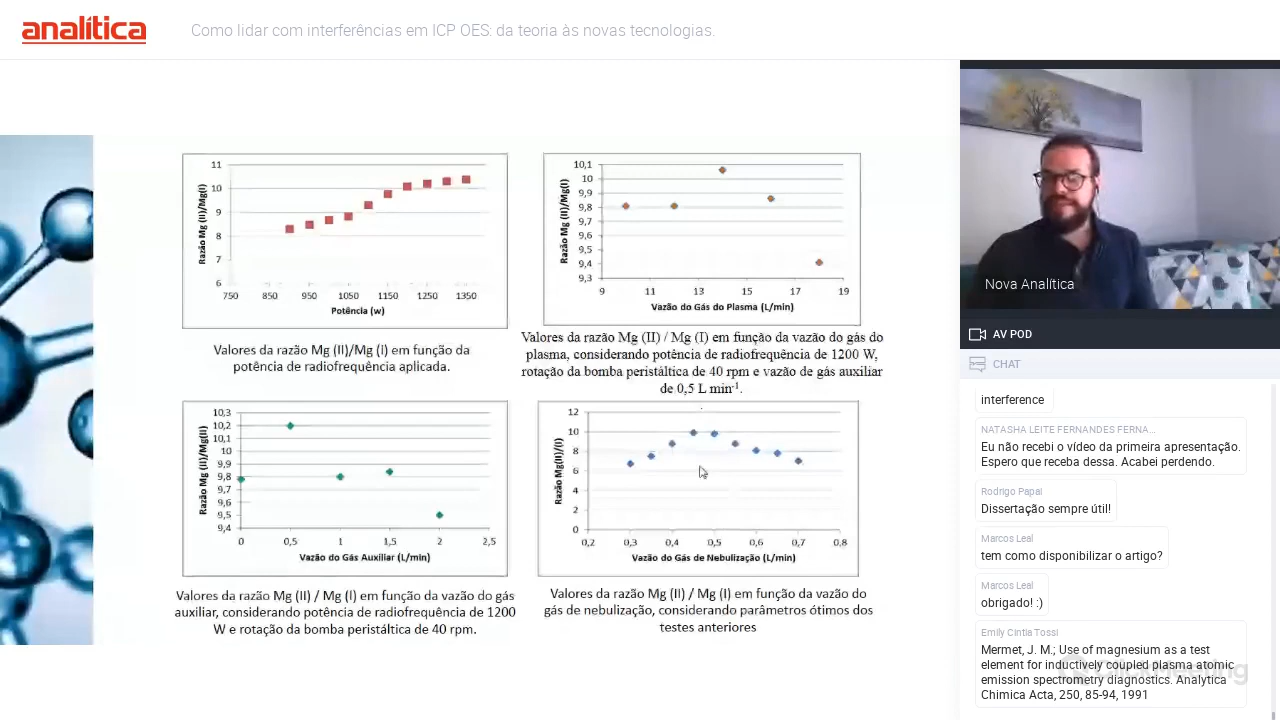 analítica
Como lidar com interferências em ICP OES: da teoria às novas tecnologias.
Razão Mg (II)/Mg(I)
11
10
9
8
7
6
750 850 950 1050 1150 1250 1350
Potência (w)
Valores da razão Mg (II)/Mg (I) em função da
potência de radiofrequência aplicada.
Razão Mg (II)/Mg(I)
10,1
10
9,9
9,8
9,7
9,6
9,5
9,4
9,3
9 11 13 15 17 19
Vazão do Gás do Plasma (L/min)
Valores da razão Mg (II) / Mg (I) em função da vazão do gás do
plasma, considerando potência de radiofrequência de 1200 W,
rotação da bomba peristáltica de 40 rpm e vazão de gás auxiliar
de 0,5 L min-1.
Razão Mg (II)/Mg(II)
10,3
10,2
10,1
10
9,9
9,8
9,7
9,6
9,5
9,4
0 0,5 1 1,5 2 2,5
Vazão do Gás Auxiliar (L/min)
Valores da razão Mg (II) / Mg (I) em função da vazão do gás
auxiliar, considerando potência de radiofrequência de 1200
W e rotação da bomba peristáltica de 40 rpm.
Razão Mg(II)/(I)
12
10
8
6
4
2
0
0,2 0,3 0,4 0,5 0,6 0,7 0,8
Vazão do Gás de Nebulização (L/min)
Valores da razão Mg (II) / Mg (I) em função da vazão do
gás de nebulização, considerando parâmetros ótimos dos
testes anteriores
Nova Analítica
AV POD
CHAT
interference
NATASHA LEITE FERNANDES FERNA...
Eu não recebi o vídeo da primeira apresentação.
Espero que receba dessa. Acabei perdendo.
Rodrigo Papai
Dissertação sempre útil!
Marcos Leal
tem como disponibilizar o artigo?
Marcos Leal
obrigado! :)
Emily Cintia Tossi
Mermet, J. M.; Use of magnesium as a test
element for inductively coupled plasma atomic
emission spectrometry diagnostics. Analytica
Chimica Acta, 250, 85-94, 1991
ClickMeeting